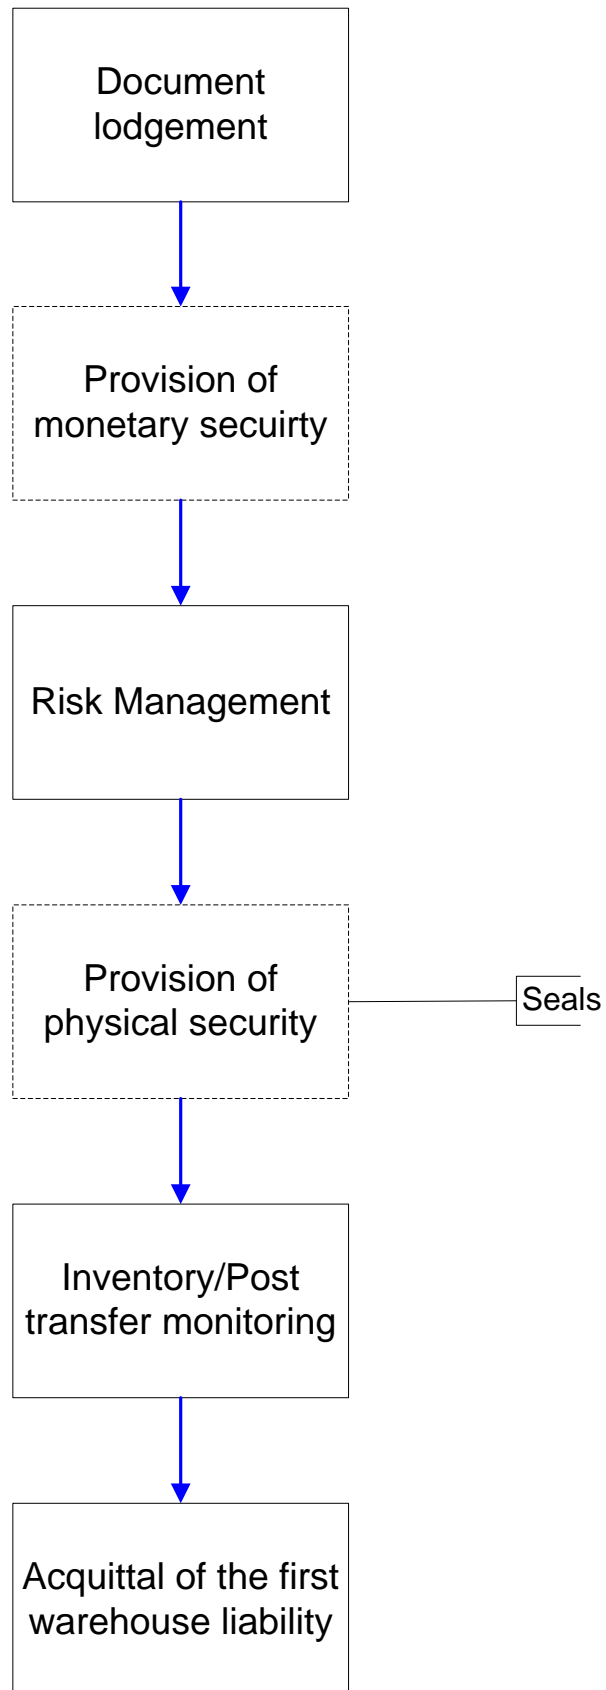 Document
lodgement
Provision of
monetary secuirty
Risk Management
Provision of
physical security
Seals
Inventory/Post
transfer monitoring
Acquittal of the first
warehouse liability